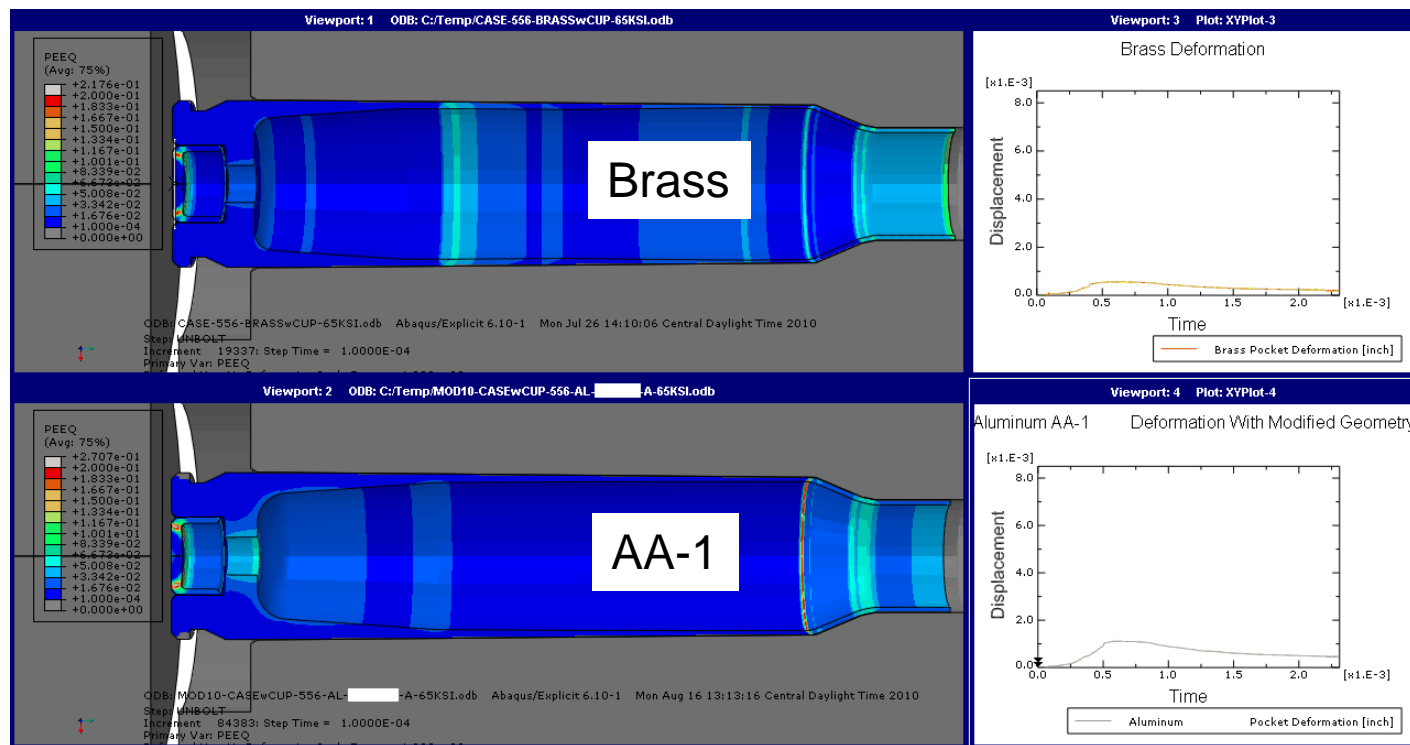 Viewport: 1 ODB: C:/Temp/CASE-556-BRASSwCUP-65KSI.odb
PEEQ
(Avg: 75%)
+2.176e-01
+2.000e-01
+1.833e-01
+1.667e-01
+1.500e-01
+1.334e-01
+1.167e-01
+1.001e-01
+8.339e-02
+6.673e-02
+5.008e-02
+3.342e-02
+1.676e-02
+1.000e-04
+0.000e+00
Brass
ODB: CASE-556-BRASSwCUP-65KSI.odb Abaqus/Explicit 6.10-1 Mon Jul 26 14:10:06 Central Daylight Time 2010
Step: UNBOLT
Increment 19337: Step Time = 1.0000E-04
Primary Var: PEEQ
Viewport: 3 Plot: XYPlot-3
Brass Deformation
[x1.E-3]
8.0
6.0
4.0
2.0
0.0
Displacement
0.0 0.5 1.0 1.5 2.0 [x1.E-3]
Time
Brass Pocket Deformation [inch]
Viewport: 2 ODB: C:/Temp/MOD10-CASEwCUP-556-AL- -A-65KSI.odb
PEEQ
(Avg: 75%)
+2.707e-01
+2.000e-01
+1.833e-01
+1.667e-01
+1.500e-01
+1.334e-01
+1.167e-01
+1.001e-01
+8.339e-02
+6.673e-02
+5.008e-02
+3.342e-02
+1.676e-02
+1.000e-04
+0.000e+00
AA-1
ODB: MOD10-CASEwCUP-556-AL- -A-65KSI.odb Abaqus/Explicit 6.10-1 Mon Aug 16 13:13:16 Central Daylight Time 2010
Step: UNBOLT
Increment 84383: Step Time = 1.0000E-04
Primary Var: PEEQ
Viewport: 4 Plot: XYPlot-4
Aluminum AA-1 Deformation With Modified Geometry
[x1.E-3]
8.0
6.0
4.0
2.0
0.0
Displacement
0.0 0.5 1.0 1.5 2.0 [x1.E-3]
Time
Aluminum Pocket Deformation [inch]